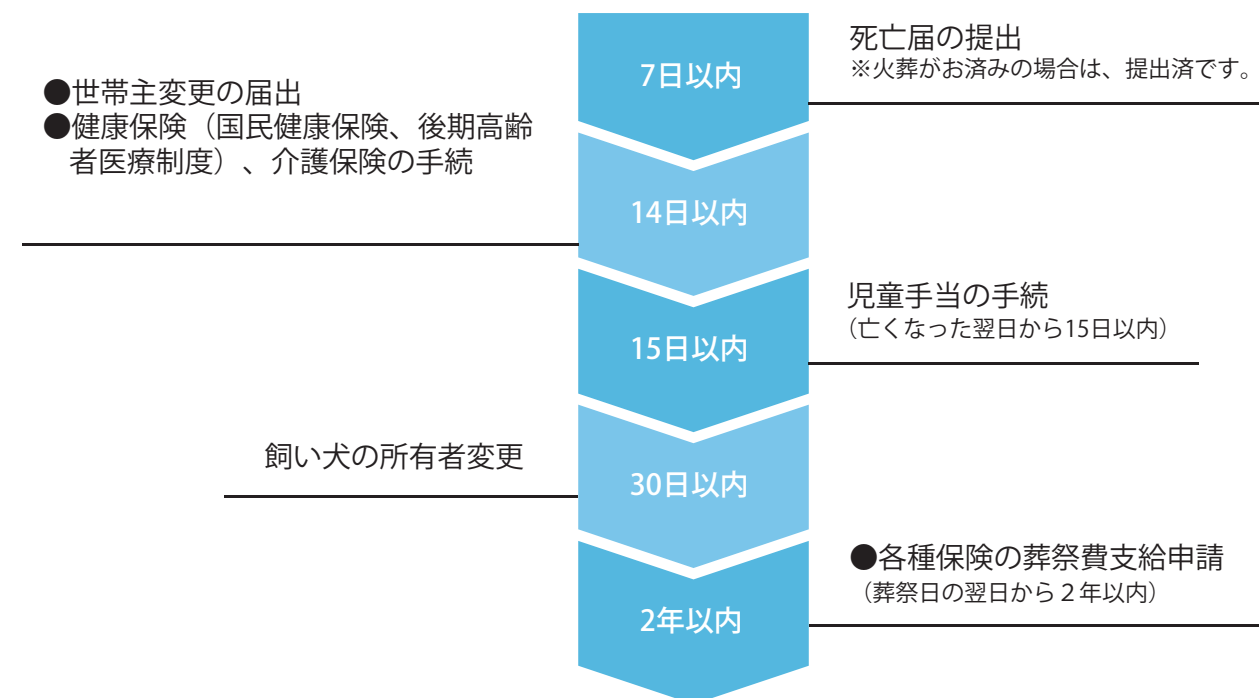 7日以内
死亡届の提出
※火葬がお済みの場合は、提出済です。
●世帯主変更の届出
●健康保険（国民健康保険、後期高齢
者医療制度）、介護保険の手続
14日以内
15日以内
児童手当の手続
（亡くなった翌日から15日以内）
飼い犬の所有者変更
30日以内
●各種保険の葬祭費支給申請
（葬祭日の翌日から２年以内）
2年以内